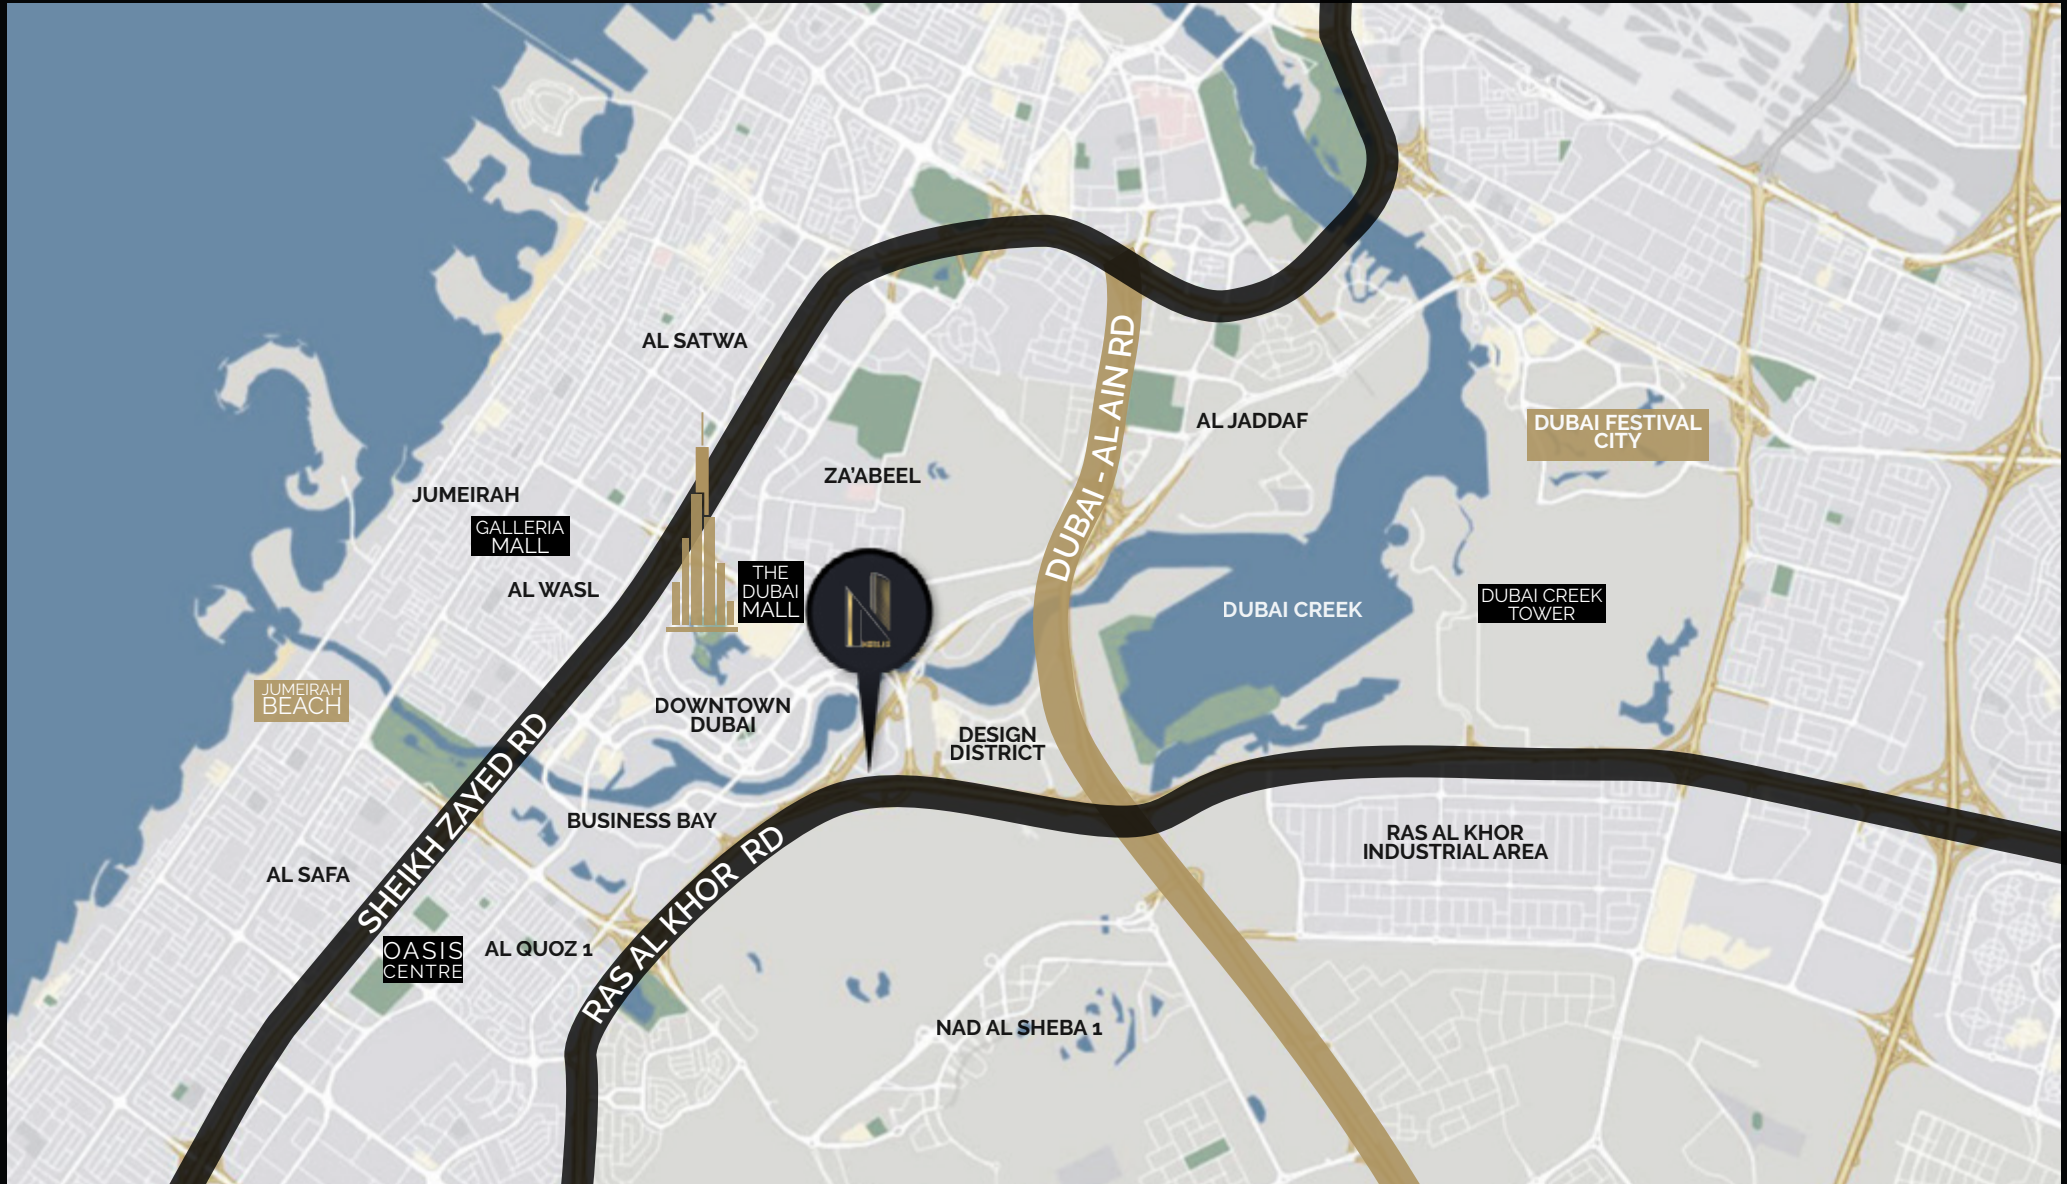 AL SATWA
DUBAI - AL AIN RD
AL JADDAF
DUBAI FESTIVAL
CITY
ZA'ABEEL
JUMEIRAH
GALLERIA
MALL
AL WASL
THE
DUBAI
MALL
DUBAI CREEK
DUBAI CREEK
TOWER
JUMEIRAH
BEACH
DOWNTOWN
DUBAI
DESIGN
DISTRICT
SHEIKH ZAYED RD
BUSINESS BAY
RAS AL KHOR RD
RAS AL KHOR
INDUSTRIAL AREA
AL SAFA
OASIS
CENTRE
AL QUOZ 1
NAD AL SHEBA 1